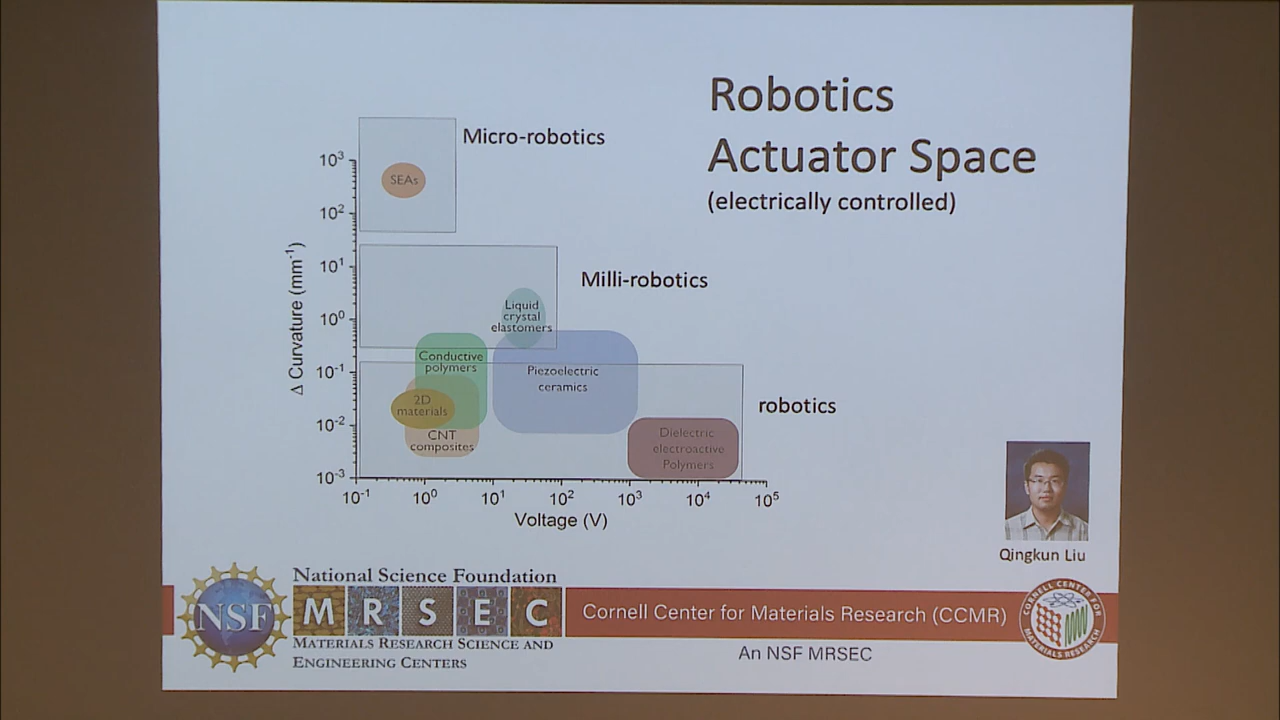 Robotics
Actuator Space
(electrically controlled)
Micro-robotics
SEAs
Milli-robotics
Liquid
crystal
elastomers
Conductive
polymers
Piezoelectric
ceramics
2D
materials
CNT
composites
robotics
Dielectric
electroactive
Polymers
Δ Curvature (mm⁻¹)
10³
10²
10¹
10⁰
10⁻¹
10⁻²
10⁻³
10⁻¹ 10⁰ 10¹ 10² 10³ 10⁴ 10⁵
Voltage (V)
Qingkun Liu
NSF
National Science Foundation
MRSEC
Materials Research Science and
Engineering Centers
Cornell Center for Materials Research (CCMR)
An NSF MRSEC
CORNELL CENTER FOR
MATERIALS RESEARCH